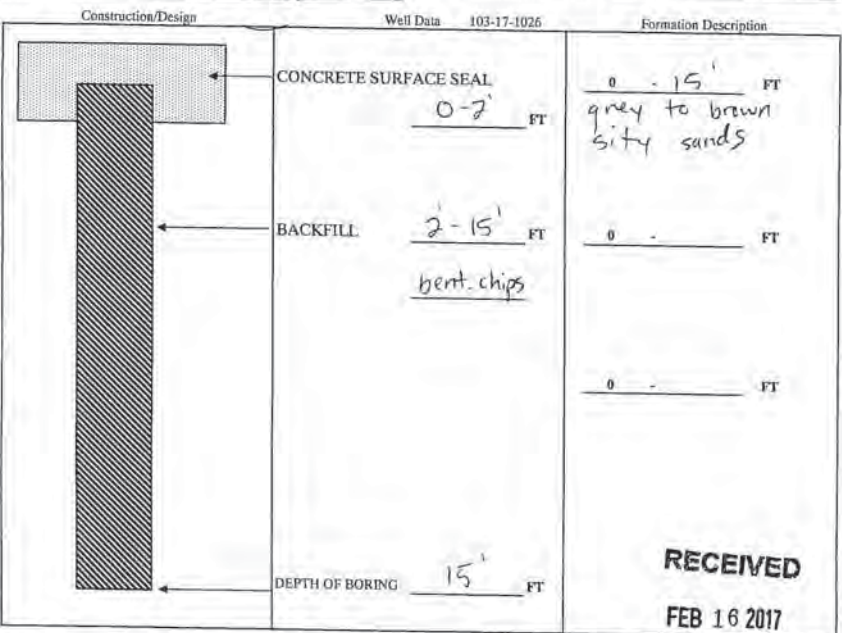 Construction/Design
Well Data 103-17-1026
Formation Description
CONCRETE SURFACE SEAL
0-2' FT
0 - 15' FT
grey to brown
sity sands
BACKFILL 2'-15' FT
bent. chips
0 - FT
0 - FT
DEPTH OF BORING 15' FT
RECEIVED
FEB 16 2017